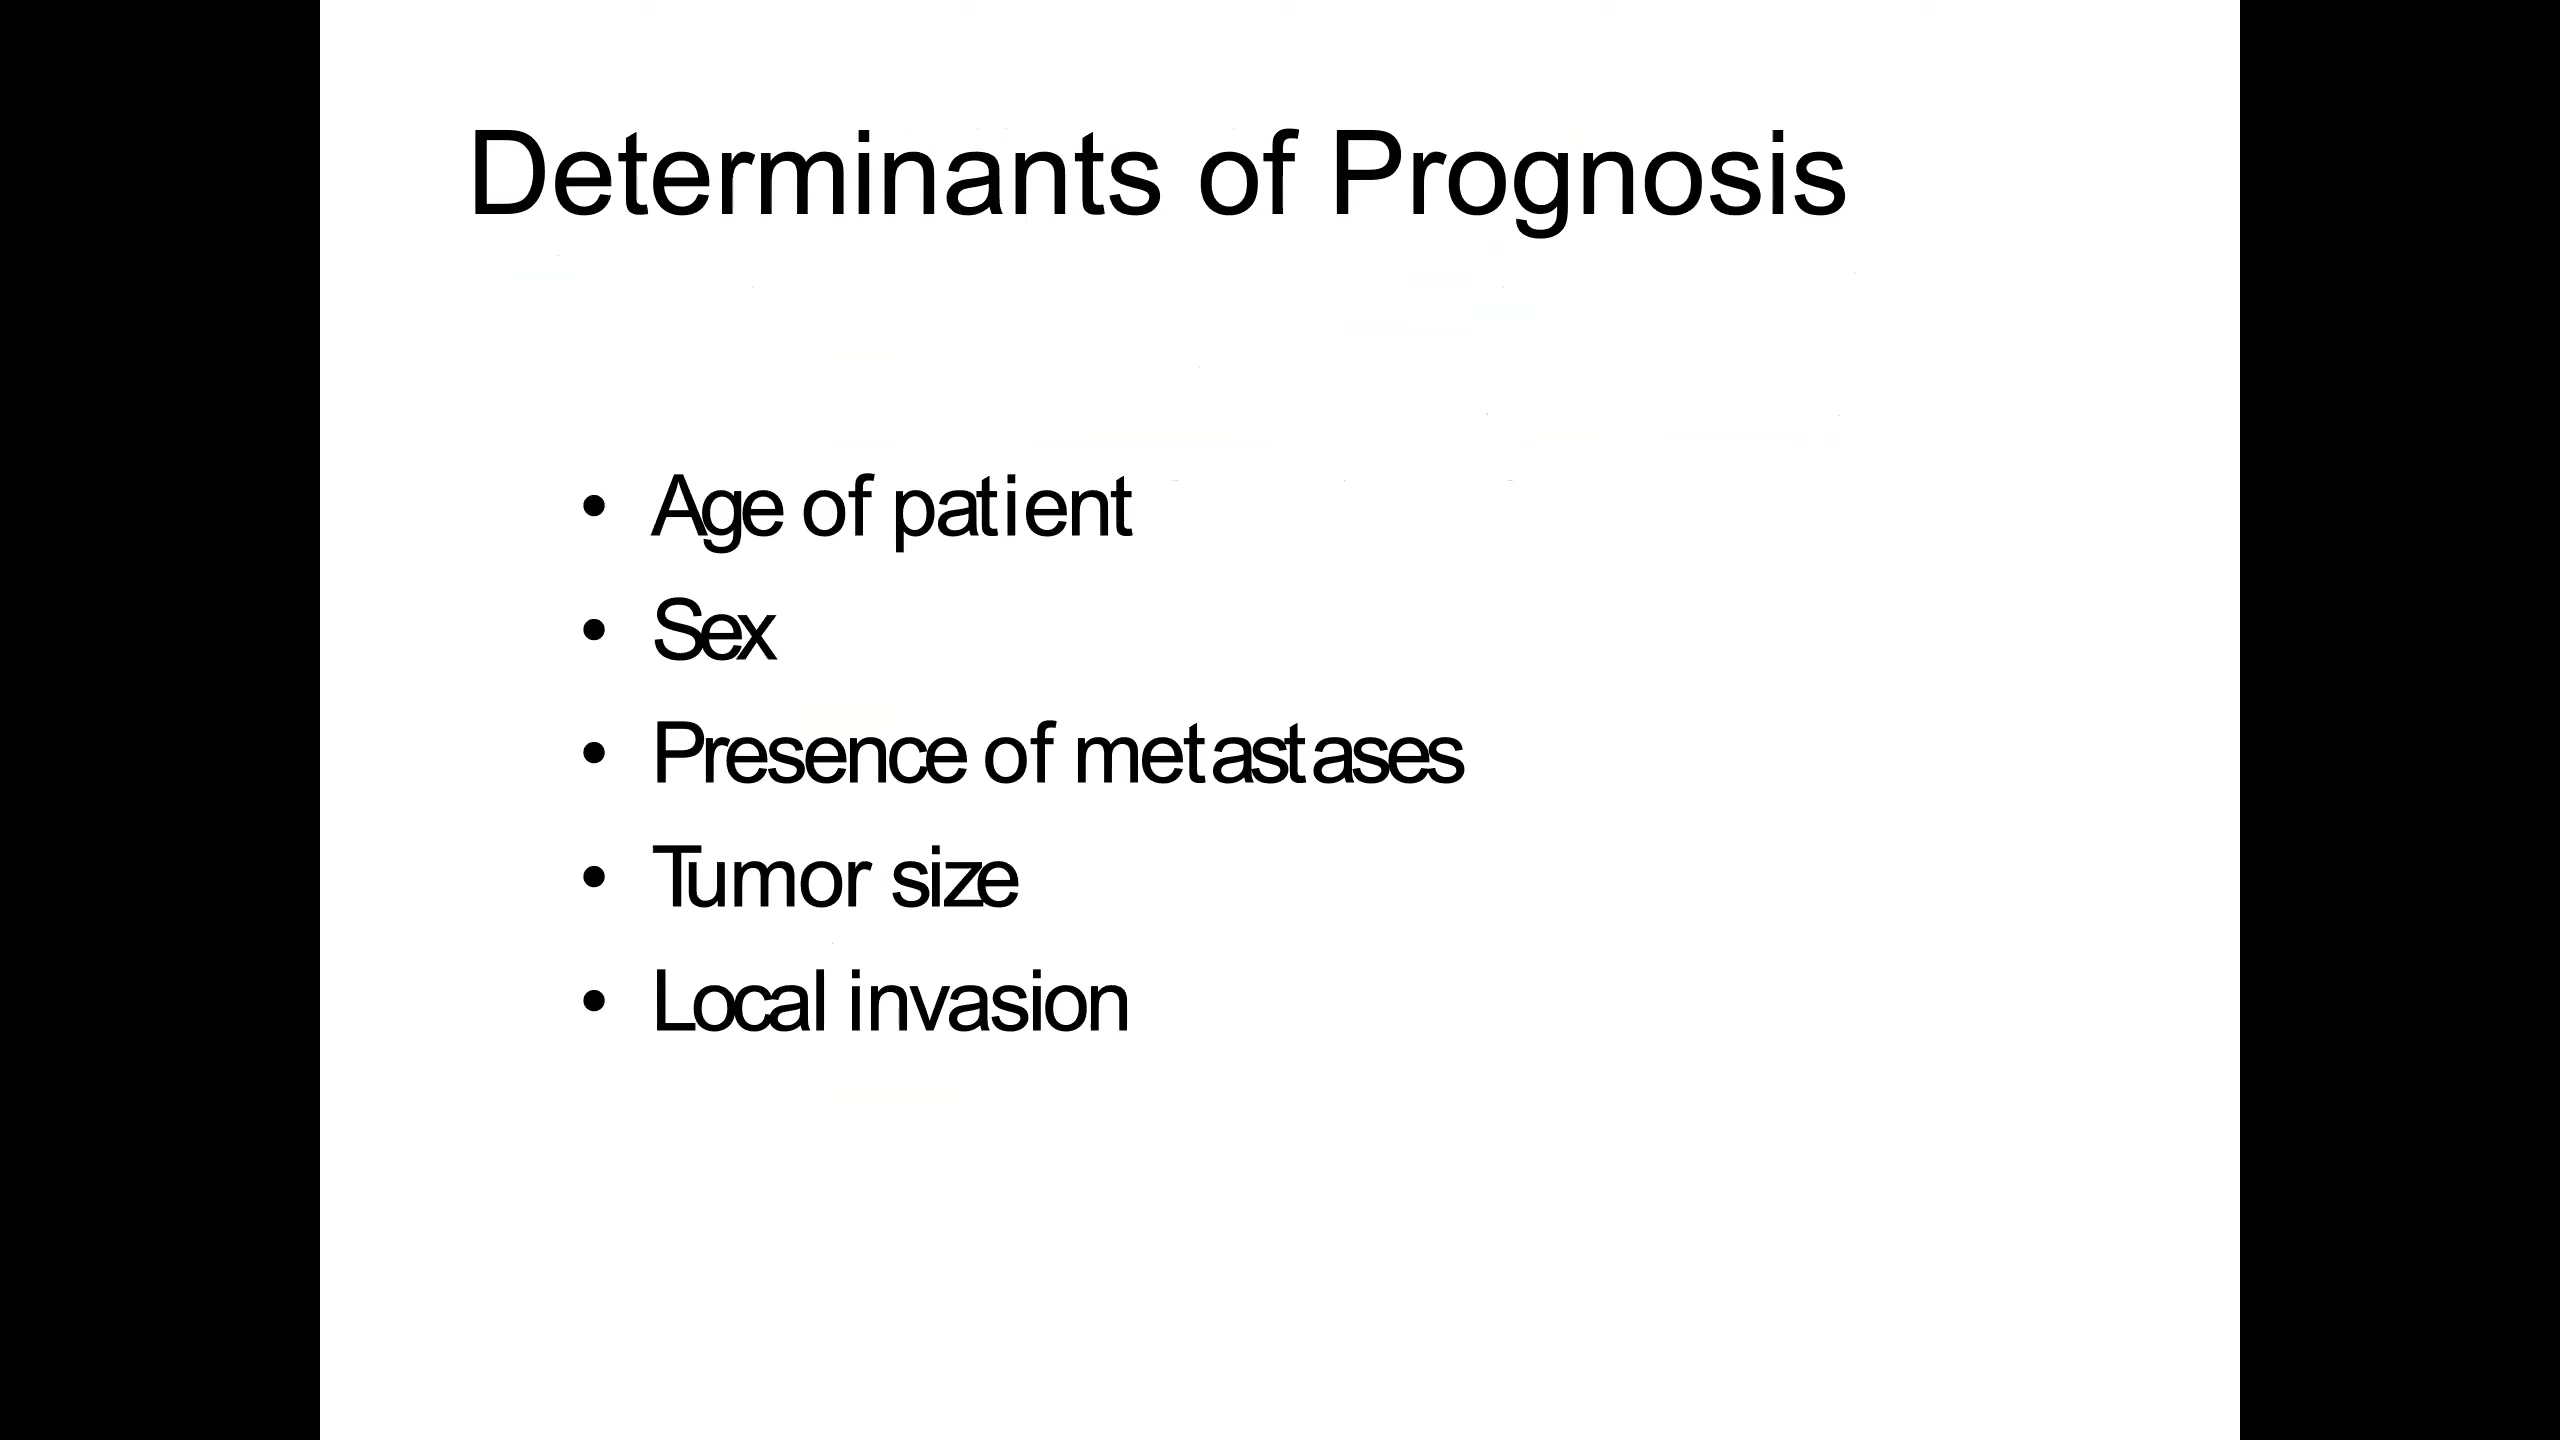 Determinants of Prognosis
• Age of patient
• Sex
• Presence of metastases
• Tumor size
• Local invasion